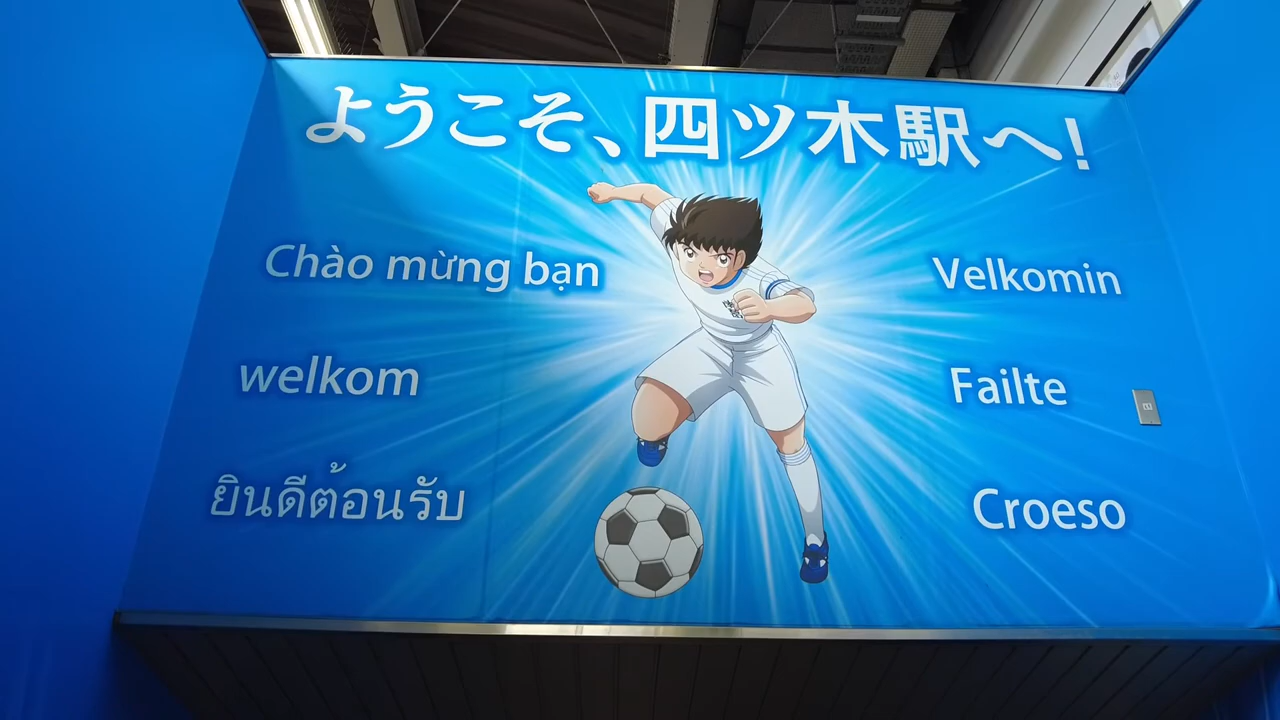 ようこそ、四ツ木駅へ!
Chào mừng bạn
Velkomin
welkom
Failte
ยินดีต้อนรับ
Croeso